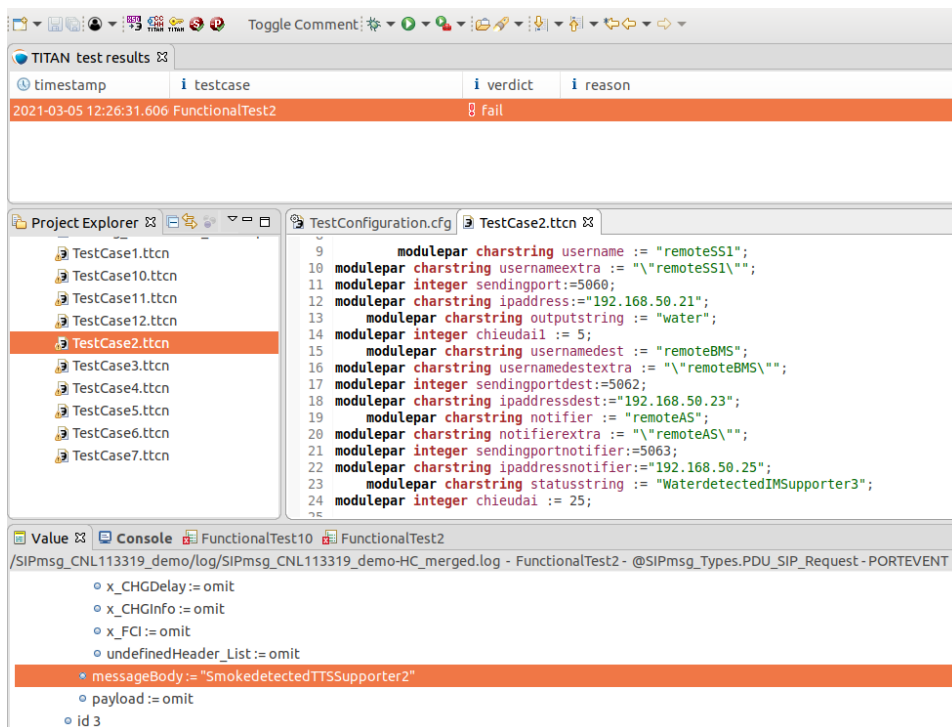 Toggle Comment
TITAN test results
timestamp testcase verdict reason
2021-03-05 12:26:31.606 FunctionalTest2 fail
Project Explorer TestConfiguration.cfg TestCase2.ttcn
TestCase1.ttcn
TestCase10.ttcn
TestCase11.ttcn
TestCase12.ttcn
TestCase2.ttcn
TestCase3.ttcn
TestCase4.ttcn
TestCase5.ttcn
TestCase6.ttcn
TestCase7.ttcn
9 modulepar charstring username := "remoteSS1";
10 modulepar charstring usernameextra := "\"remoteSS1\"";
11 modulepar integer sendingport:=5060;
12 modulepar charstring ipaddress:="192.168.50.21";
13 modulepar charstring outputstring := "water";
14 modulepar integer chieudai1 := 5;
15 modulepar charstring usernamedest := "remoteBMS";
16 modulepar charstring usernamedestextra := "\"remoteBMS\"";
17 modulepar integer sendingportdest:=5062;
18 modulepar charstring ipaddressdest:="192.168.50.23";
19 modulepar charstring notifier := "remoteAS";
20 modulepar charstring notifierextra := "\"remoteAS\"";
21 modulepar integer sendingportnotifier:=5063;
22 modulepar charstring ipaddressnotifier:="192.168.50.25";
23 modulepar charstring statusstring := "WaterdetectedIMSupporter3";
24 modulepar integer chieudai := 25;
Value Console FunctionalTest10 FunctionalTest2
/SIPmsg_CNL113319_demo/log/SIPmsg_CNL113319_demo-HC_merged.log - FunctionalTest2 - @SIPmsg_Types.PDU_SIP_Request - PORTEVENT
x_CHGDelay := omit
x_CHGInfo := omit
x_FCI := omit
undefinedHeader_List := omit
messageBody := "SmokedetectedTTSSupporter2"
payload := omit
id 3